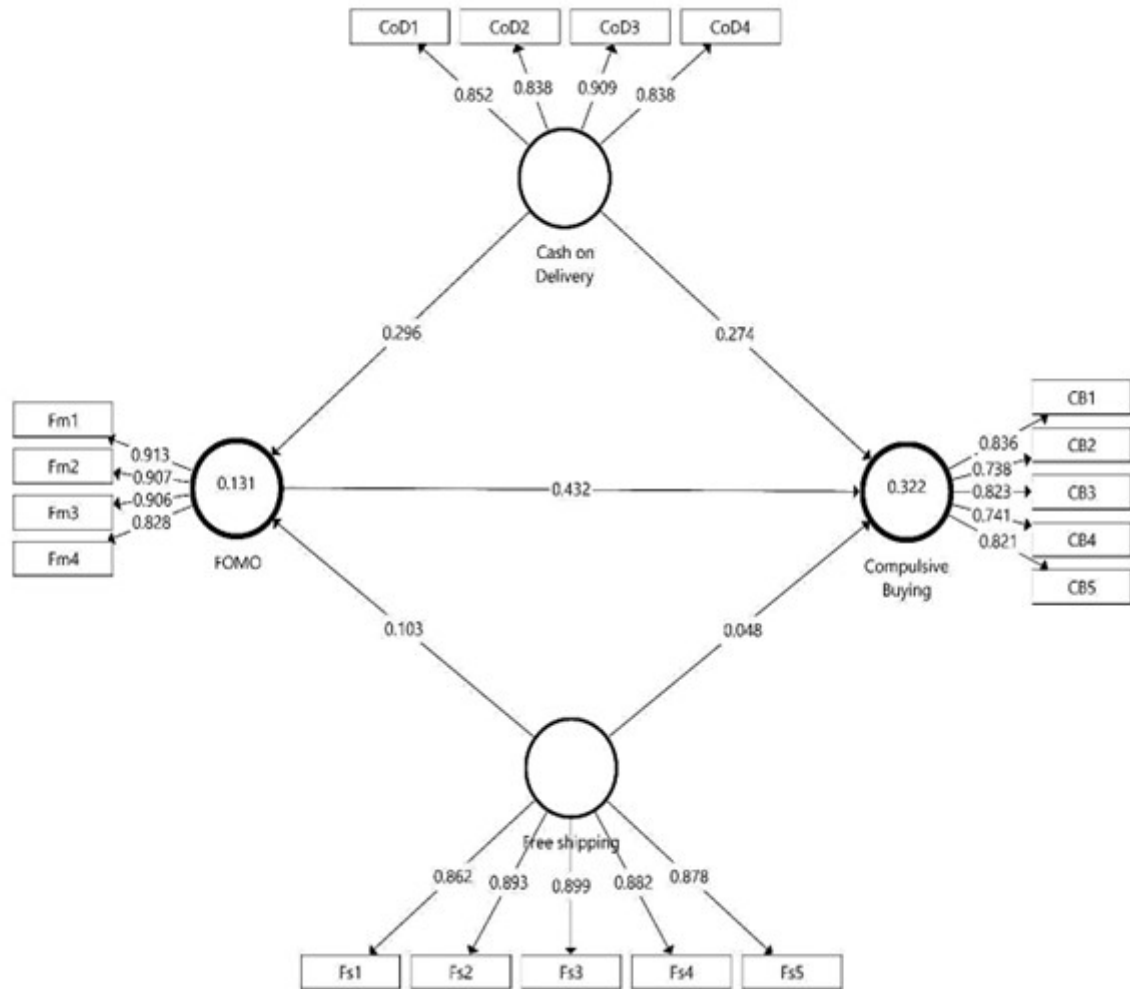 CoD1 CoD2 CoD3 CoD4
0.852 0.838 0.909 0.838
Cash on
Delivery
0.296 0.274
Fm1
Fm2
Fm3
Fm4
0.913
0.907
0.906
0.828
0.131
FOMO
0.432
0.322
Compulsive
Buying
0.836
0.738
0.823
0.741
0.821
CB1
CB2
CB3
CB4
CB5
0.103 0.048
Free shipping
0.862 0.893 0.899 0.882 0.878
Fs1 Fs2 Fs3 Fs4 Fs5